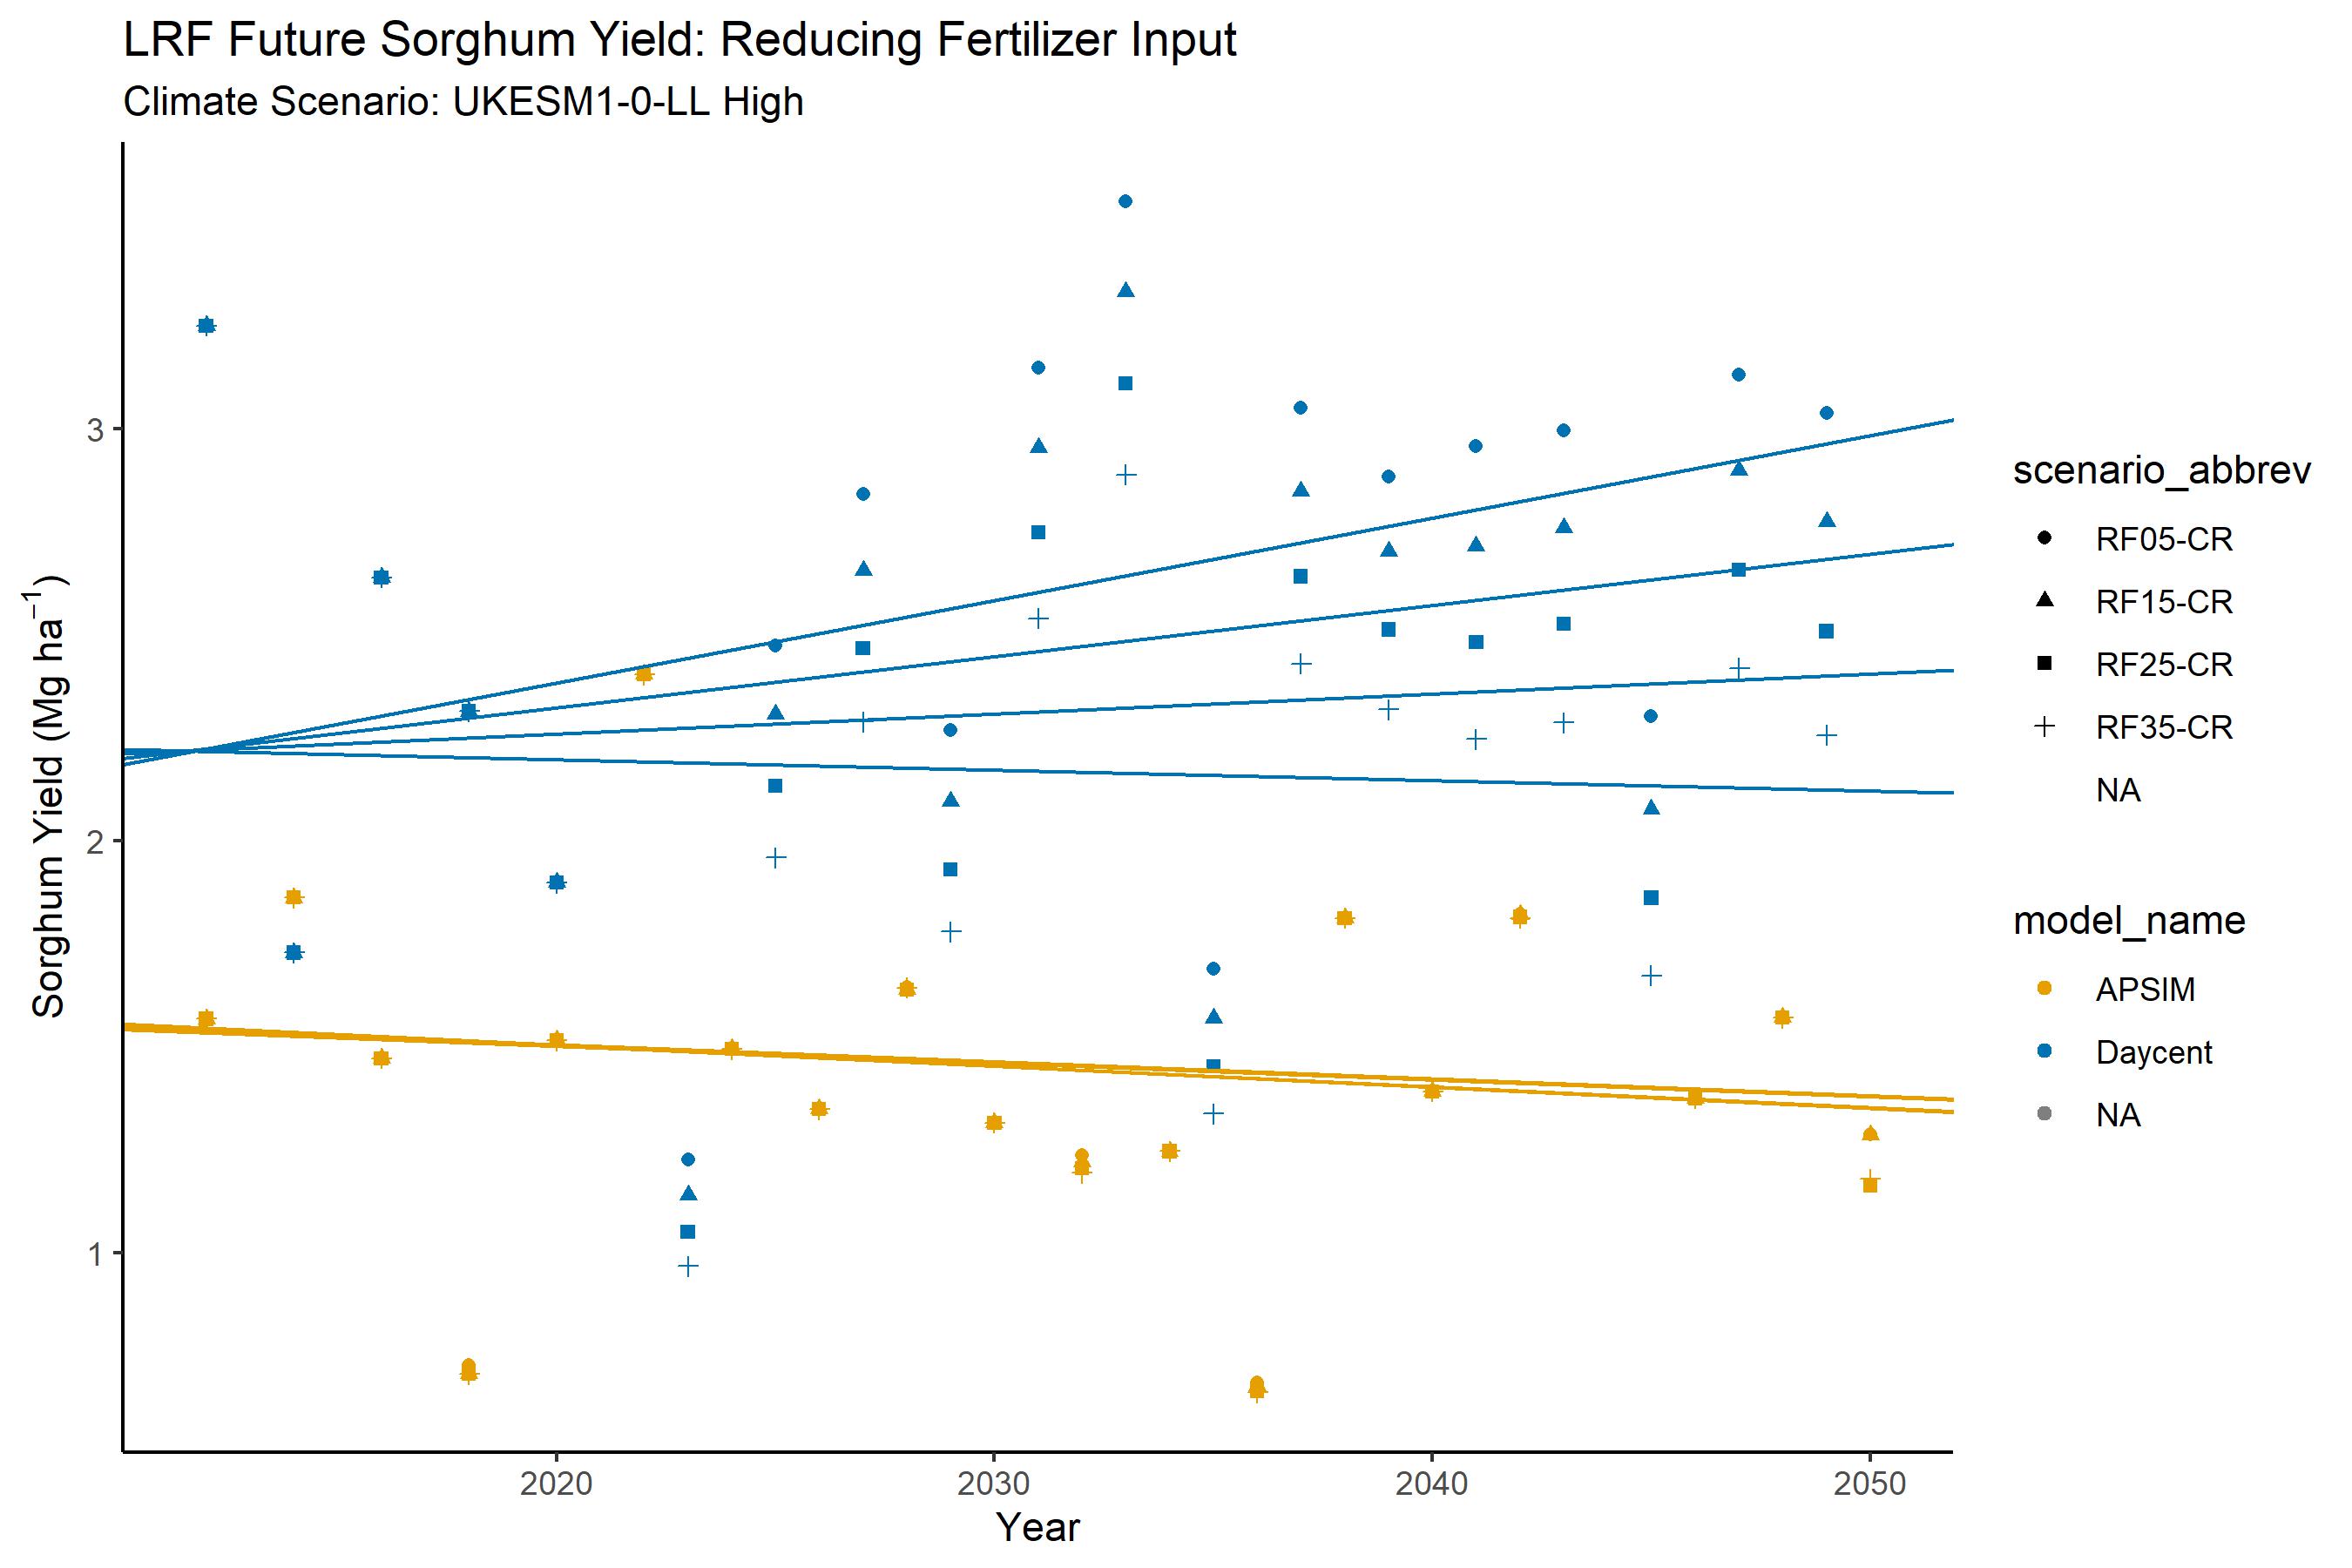 LRF Future Sorghum Yield: Reducing Fertilizer Input
Climate Scenario: UKESM1-0-LL High
Sorghum Yield (Mg ha⁻¹)
3
2
1
2020
2030
2040
2050
Year
scenario_abbrev
RF05-CR
RF15-CR
RF25-CR
RF35-CR
NA
model_name
APSIM
Daycent
NA